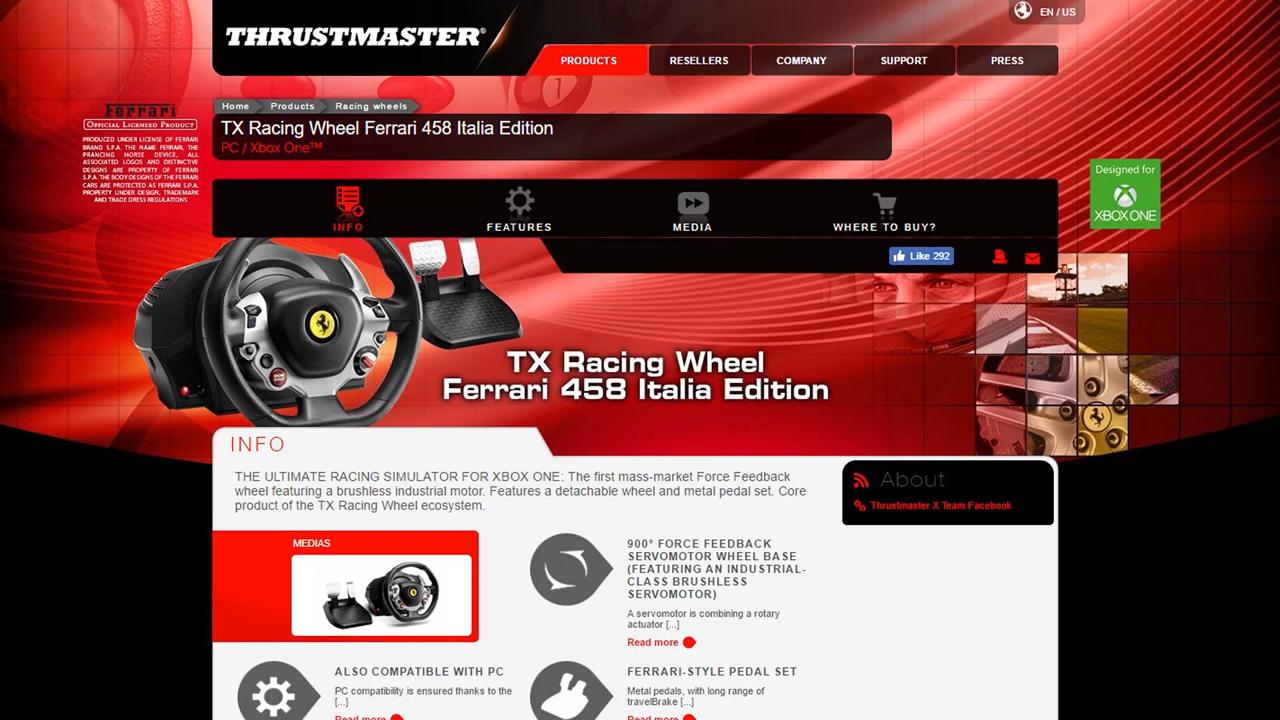 EN / US
THRUSTMASTER®
PRODUCTS
RESELLERS
COMPANY
SUPPORT
PRESS
Home
Products
Racing wheels
Ferrari
OFFICIAL LICENSED PRODUCT
PRODUCED UNDER LICENSE OF FERRARI
BRAND S.P.A. THE NAME FERRARI, THE
PRANCING HORSE DEVICE, ALL
ASSOCIATED LOGOS AND DISTINCTIVE
DESIGNS ARE PROPERTY OF FERRARI
S.P.A. THE BODY DESIGNS OF THE FERRARI
CARS ARE PROTECTED AS FERRARI S.P.A.
PROPERTY UNDER DESIGN, TRADEMARK
AND TRADE DRESS REGULATIONS
TX Racing Wheel Ferrari 458 Italia Edition
PC / Xbox One™
Designed for
XBOX ONE
INFO
FEATURES
MEDIA
WHERE TO BUY?
Like 292
TX Racing Wheel
Ferrari 458 Italia Edition
INFO
THE ULTIMATE RACING SIMULATOR FOR XBOX ONE: The first mass-market Force Feedback
wheel featuring a brushless industrial motor. Features a detachable wheel and metal pedal set. Core
product of the TX Racing Wheel ecosystem.
About
Thrustmaster X Team Facebook
MEDIAS
900° FORCE FEEDBACK
SERVOMOTOR WHEEL BASE
(FEATURING AN INDUSTRIAL-
CLASS BRUSHLESS
SERVOMOTOR)
A servomotor is combining a rotary
actuator [...]
Read more
ALSO COMPATIBLE WITH PC
PC compatibility is ensured thanks to the
[...]
Read more
FERRARI-STYLE PEDAL SET
Metal pedals, with long range of
travelBrake [...]
Read more